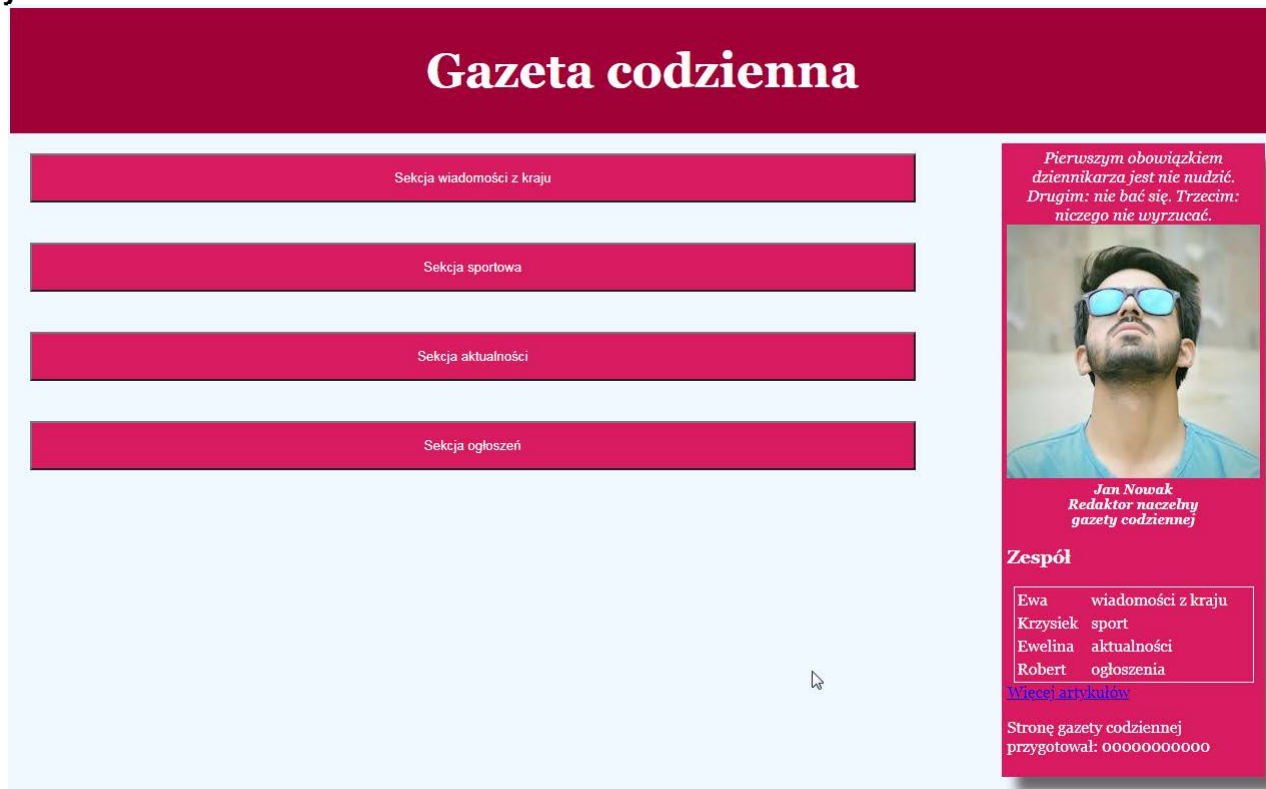 Gazeta codzienna
Sekcja wiadomości z kraju
Sekcja sportowa
Sekcja aktualności
Sekcja ogłoszeń
Pierwszym obowiązkiem
dziennikarza jest nie nudzić.
Drugim: nie bać się. Trzecim:
niczego nie wyrzucać.
Jan Nowak
Redaktor naczelny
gazety codziennej
Zespół
Ewa wiadomości z kraju
Krzysiek sport
Ewelina aktualności
Robert ogłoszenia
Więcej artykułów
Stronę gazety codziennej
przygotował: 00000000000